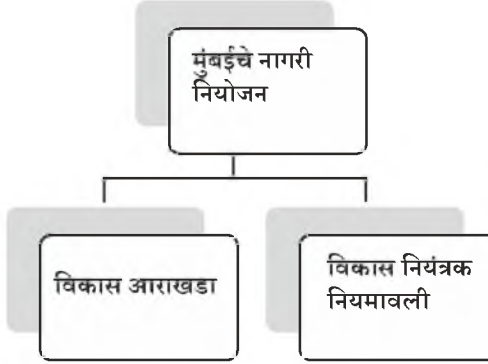 मुंबईचे नागरी
नियोजन
विकास आराखडा
विकास नियंत्रक
नियमावली